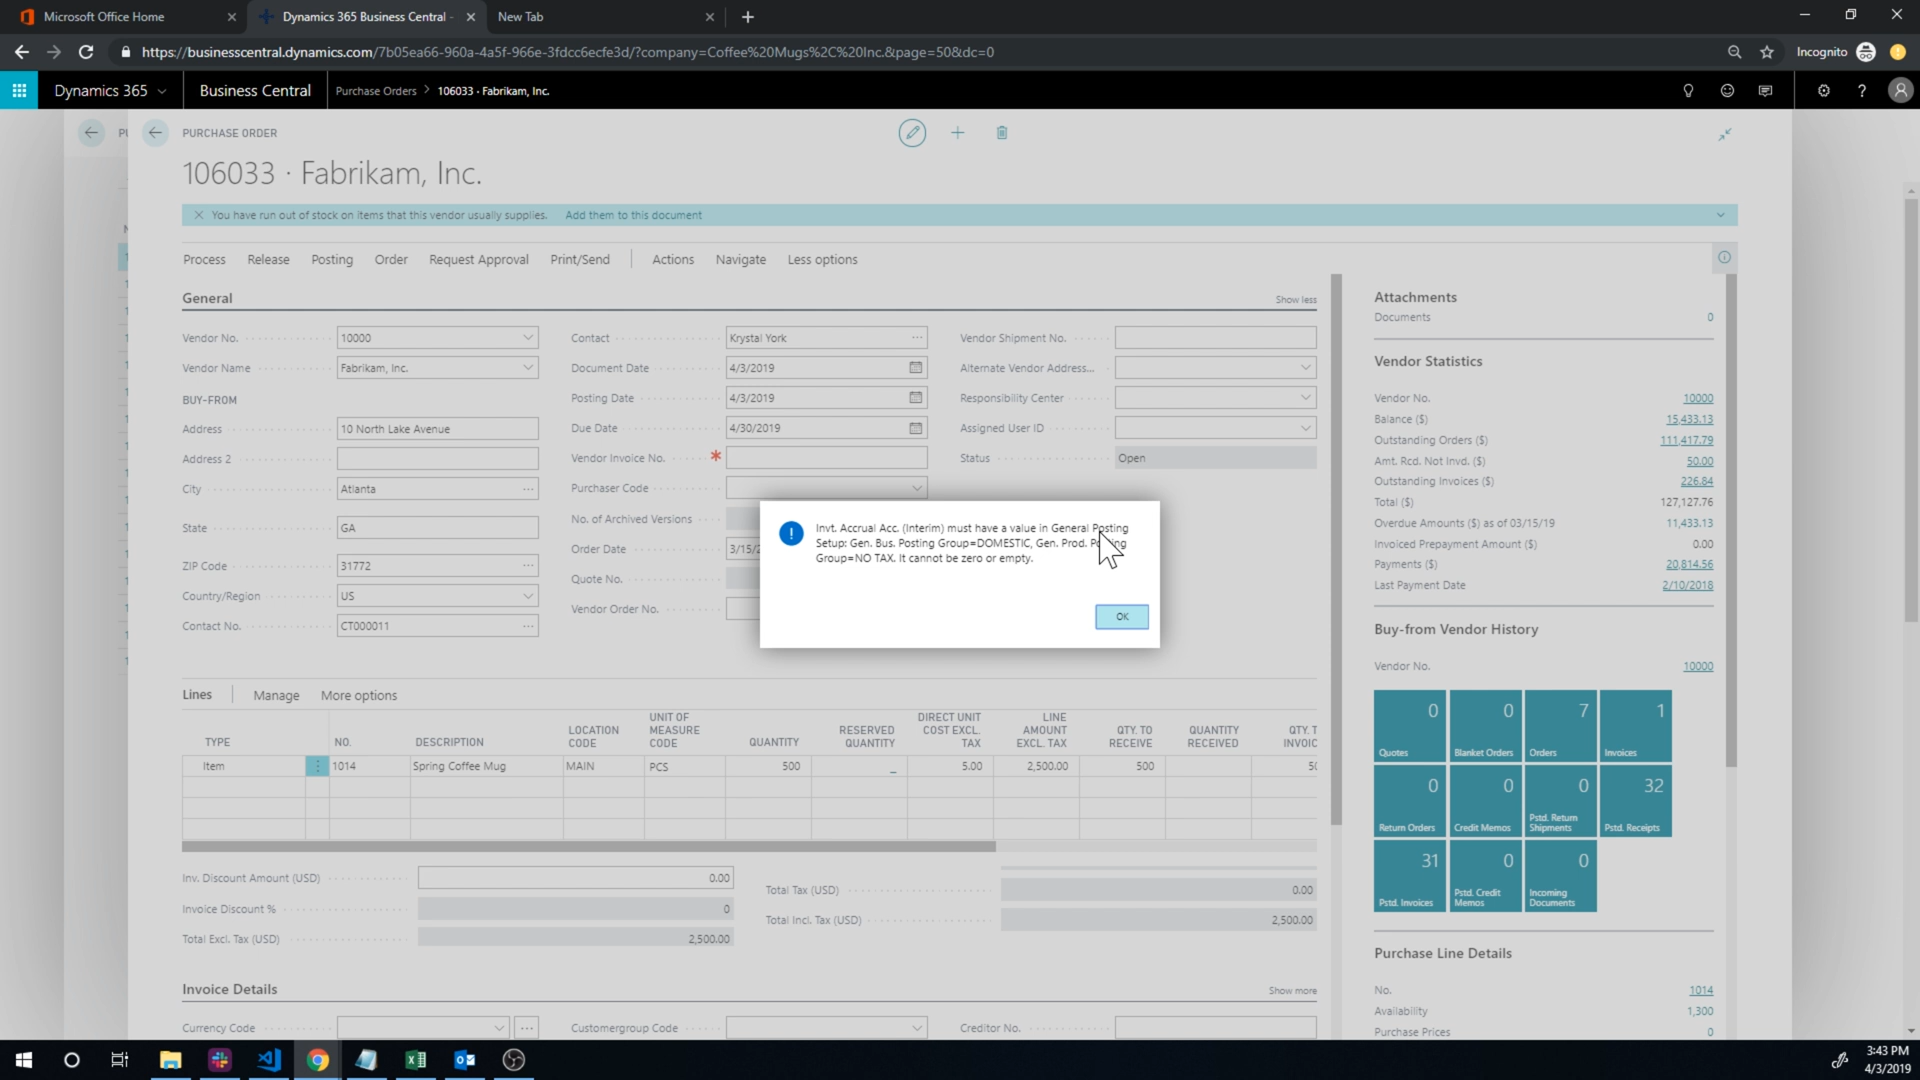 Microsoft Office Home
Dynamics 365 Business Central -
New Tab
https://businesscentral.dynamics.com/7b05ea66-960a-4a5f-966e-3fdcc6ecfe3d/?company=Coffee%20Mugs%2C%20Inc.&page=50&dc=0
Incognito
Dynamics 365
Business Central
Purchase Orders > 106033 · Fabrikam, Inc.
PURCHASE ORDER
106033 · Fabrikam, Inc.
You have run out of stock on items that this vendor usually supplies. Add them to this document
Process Release Posting Order Request Approval Print/Send Actions Navigate Less options
General
Show less
Vendor No. 10000
Vendor Name Fabrikam, Inc.
BUY-FROM
Address 10 North Lake Avenue
Address 2
City Atlanta
State GA
ZIP Code 31772
Country/Region US
Contact No. CT000011
Contact Krystal York
Document Date 4/3/2019
Posting Date 4/3/2019
Due Date 4/30/2019
Vendor Invoice No. *
Purchaser Code
No. of Archived Versions
Order Date 3/15/2
Quote No.
Vendor Order No.
Vendor Shipment No.
Alternate Vendor Address...
Responsibility Center
Assigned User ID
Status Open
Invt. Accrual Acc. (Interim) must have a value in General Posting
Setup: Gen. Bus. Posting Group=DOMESTIC, Gen. Prod. Posting
Group=NO TAX. It cannot be zero or empty.
OK
Lines Manage More options
TYPE NO. DESCRIPTION LOCATION CODE UNIT OF MEASURE CODE QUANTITY RESERVED QUANTITY DIRECT UNIT COST EXCL. TAX LINE AMOUNT EXCL. TAX QTY. TO RECEIVE QUANTITY RECEIVED QTY. T INVOIC
Item 1014 Spring Coffee Mug MAIN PCS 500 _ 5.00 2,500.00 500 50
Inv. Discount Amount (USD) 0.00
Invoice Discount % 0
Total Excl. Tax (USD) 2,500.00
Total Tax (USD) 0.00
Total Incl. Tax (USD) 2,500.00
Invoice Details
Show more
Currency Code
Customergroup Code
Creditor No.
Attachments
Documents 0
Vendor Statistics
Vendor No. 10000
Balance ($) 15,433.13
Outstanding Orders ($) 111,417.79
Amt. Rcd. Not Invd. ($) 50.00
Outstanding Invoices ($) 226.84
Total ($) 127,127.76
Overdue Amounts ($) as of 03/15/19 11,433.13
Invoiced Prepayment Amount ($) 0.00
Payments ($) 20,814.56
Last Payment Date 2/10/2018
Buy-from Vendor History
Vendor No. 10000
0 Quotes
0 Blanket Orders
7 Orders
1 Invoices
0 Return Orders
0 Credit Memos
0 Pstd. Return Shipments
32 Pstd. Receipts
31 Pstd. Invoices
0 Pstd. Credit Memos
0 Incoming Documents
Purchase Line Details
No. 1014
Availability 1,300
Purchase Prices 0
3:43 PM
4/3/2019